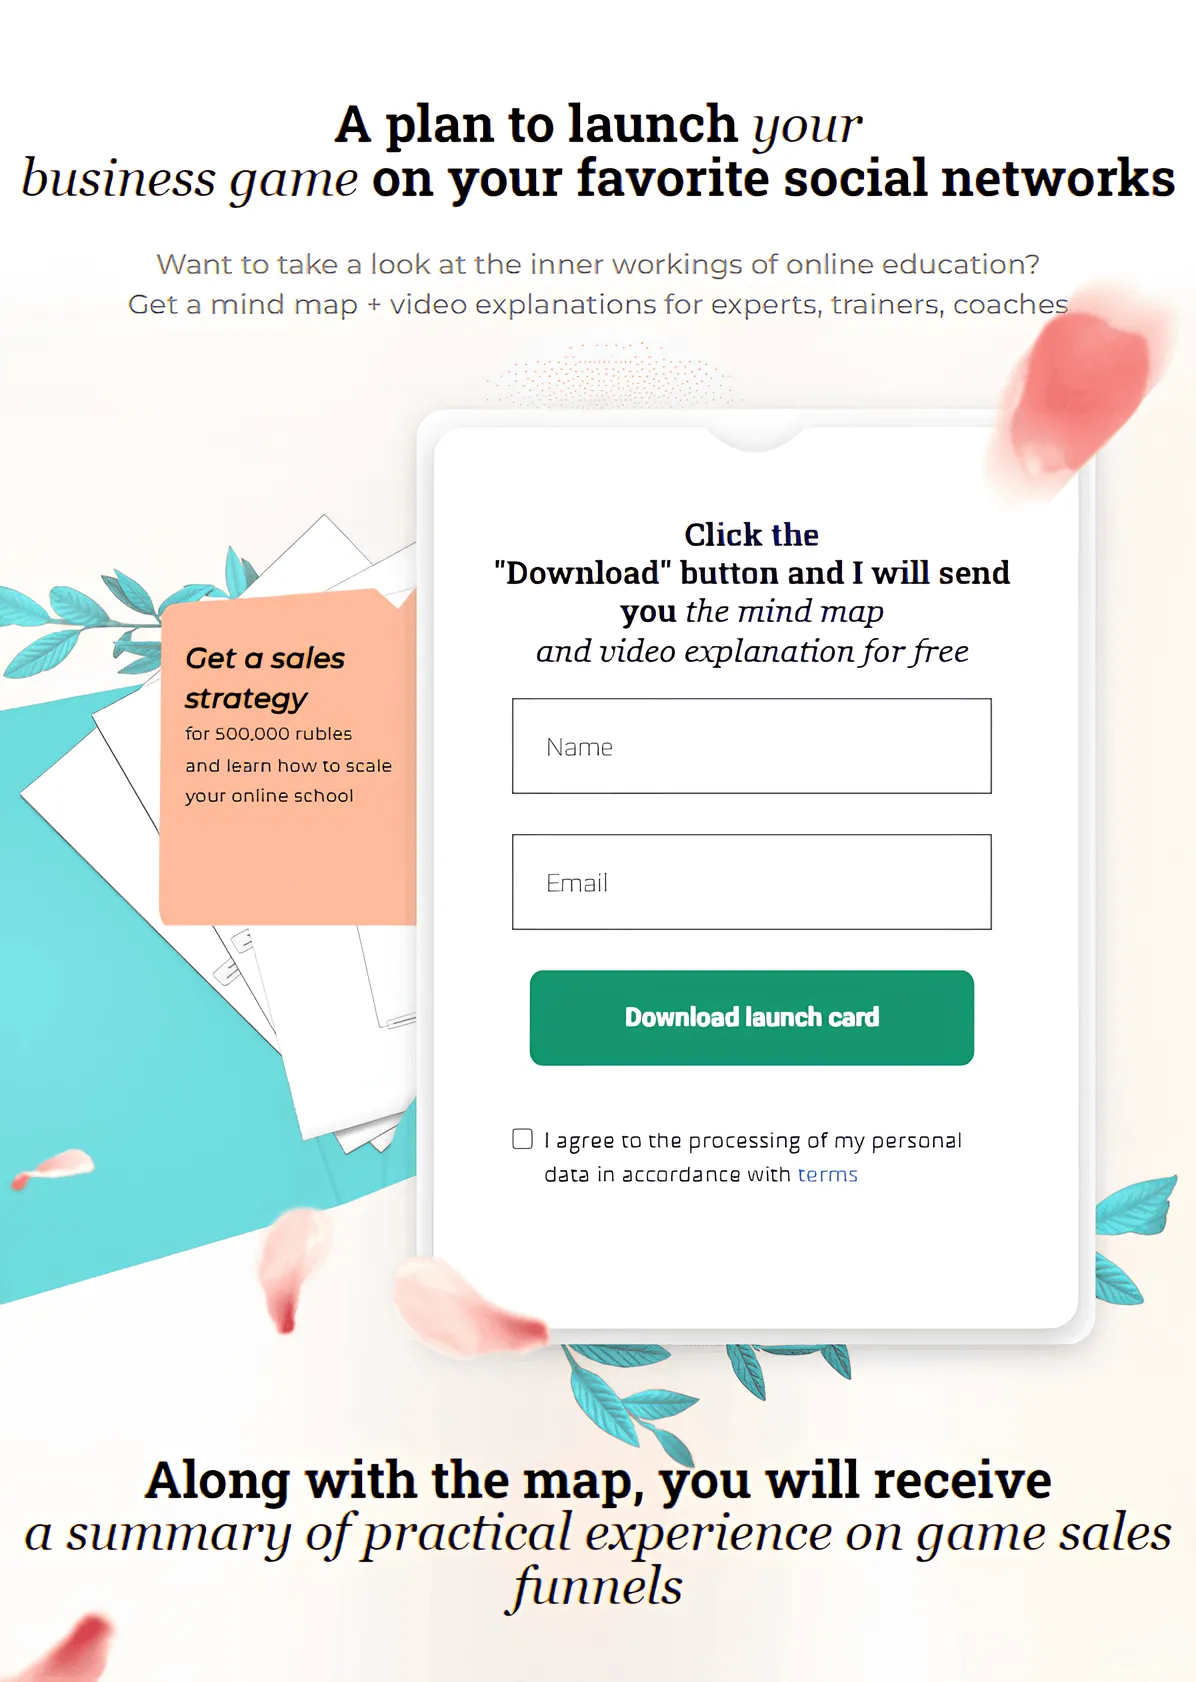 A plan to launch your
business game on your favorite social networks
Want to take a look at the inner workings of online education?
Get a mind map + video explanations for experts, trainers, coaches
Get a sales
strategy
for 500,000 rubles
and learn how to scale
your online school
Click the
"Download" button and I will send
you the mind map
and video explanation for free
Name
Email
Download launch card
I agree to the processing of my personal
data in accordance with terms
Along with the map, you will receive
a summary of practical experience on game sales
funnels